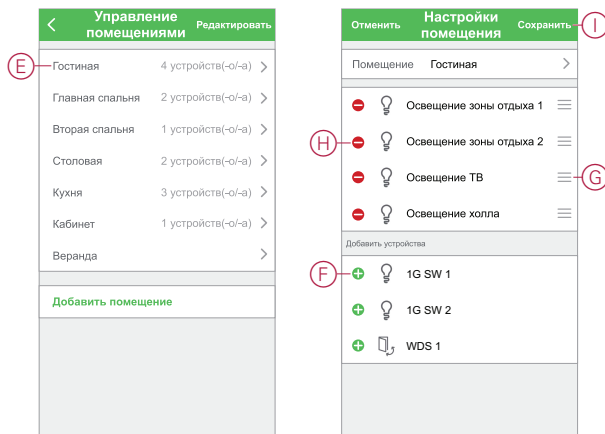 Управление
помещениями
Редактировать
E
Гостиная 4 устройств(-о/-а)
Главная спальня 2 устройств(-о/-а)
Вторая спальня 1 устройств(-о/-а)
Столовая 2 устройств(-о/-а)
Кухня 3 устройств(-о/-а)
Кабинет 1 устройств(-о/-а)
Веранда
Добавить помещение
Отменить
Настройки
помещения
Сохранить
I
Помещение Гостиная
Освещение зоны отдыха 1
H
Освещение зоны отдыха 2
Освещение ТВ
G
Освещение холла
Добавить устройства
F
1G SW 1
1G SW 2
WDS 1